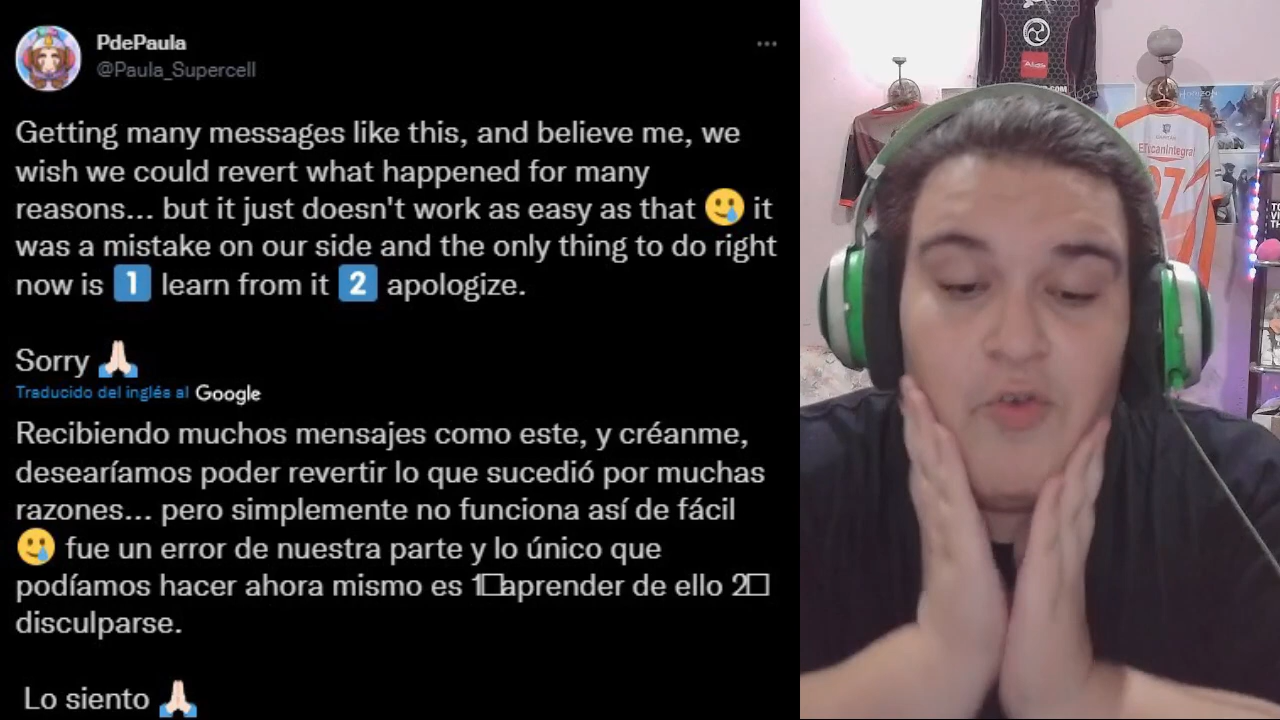 PdePaula
@Paula_Supercell
Getting many messages like this, and believe me, we
wish we could revert what happened for many
reasons... but it just doesn't work as easy as that 🥲 it
was a mistake on our side and the only thing to do right
now is 1️⃣ learn from it 2️⃣ apologize.
Sorry 🙏🏻
Traducido del inglés al Google
Recibiendo muchos mensajes como este, y créanme,
desearíamos poder revertir lo que sucedió por muchas
razones... pero simplemente no funciona así de fácil
🥲 fue un error de nuestra parte y lo único que
podíamos hacer ahora mismo es 1□aprender de ello 2□
disculparse.
Lo siento 🙏🏻
Horizon